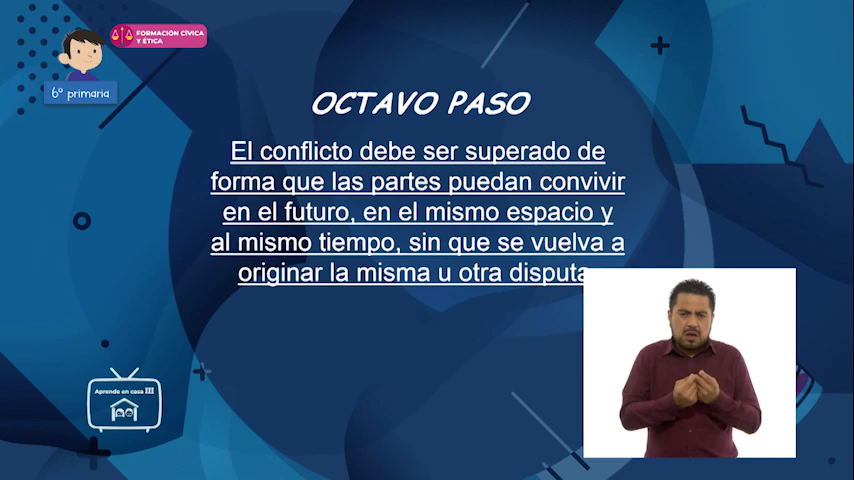 FORMACIÓN CÍVICA
Y ÉTICA
6º primaria
OCTAVO PASO
El conflicto debe ser superado de
forma que las partes puedan convivir
en el futuro, en el mismo espacio y
al mismo tiempo, sin que se vuelva a
originar la misma u otra disputa
Aprende en casa III